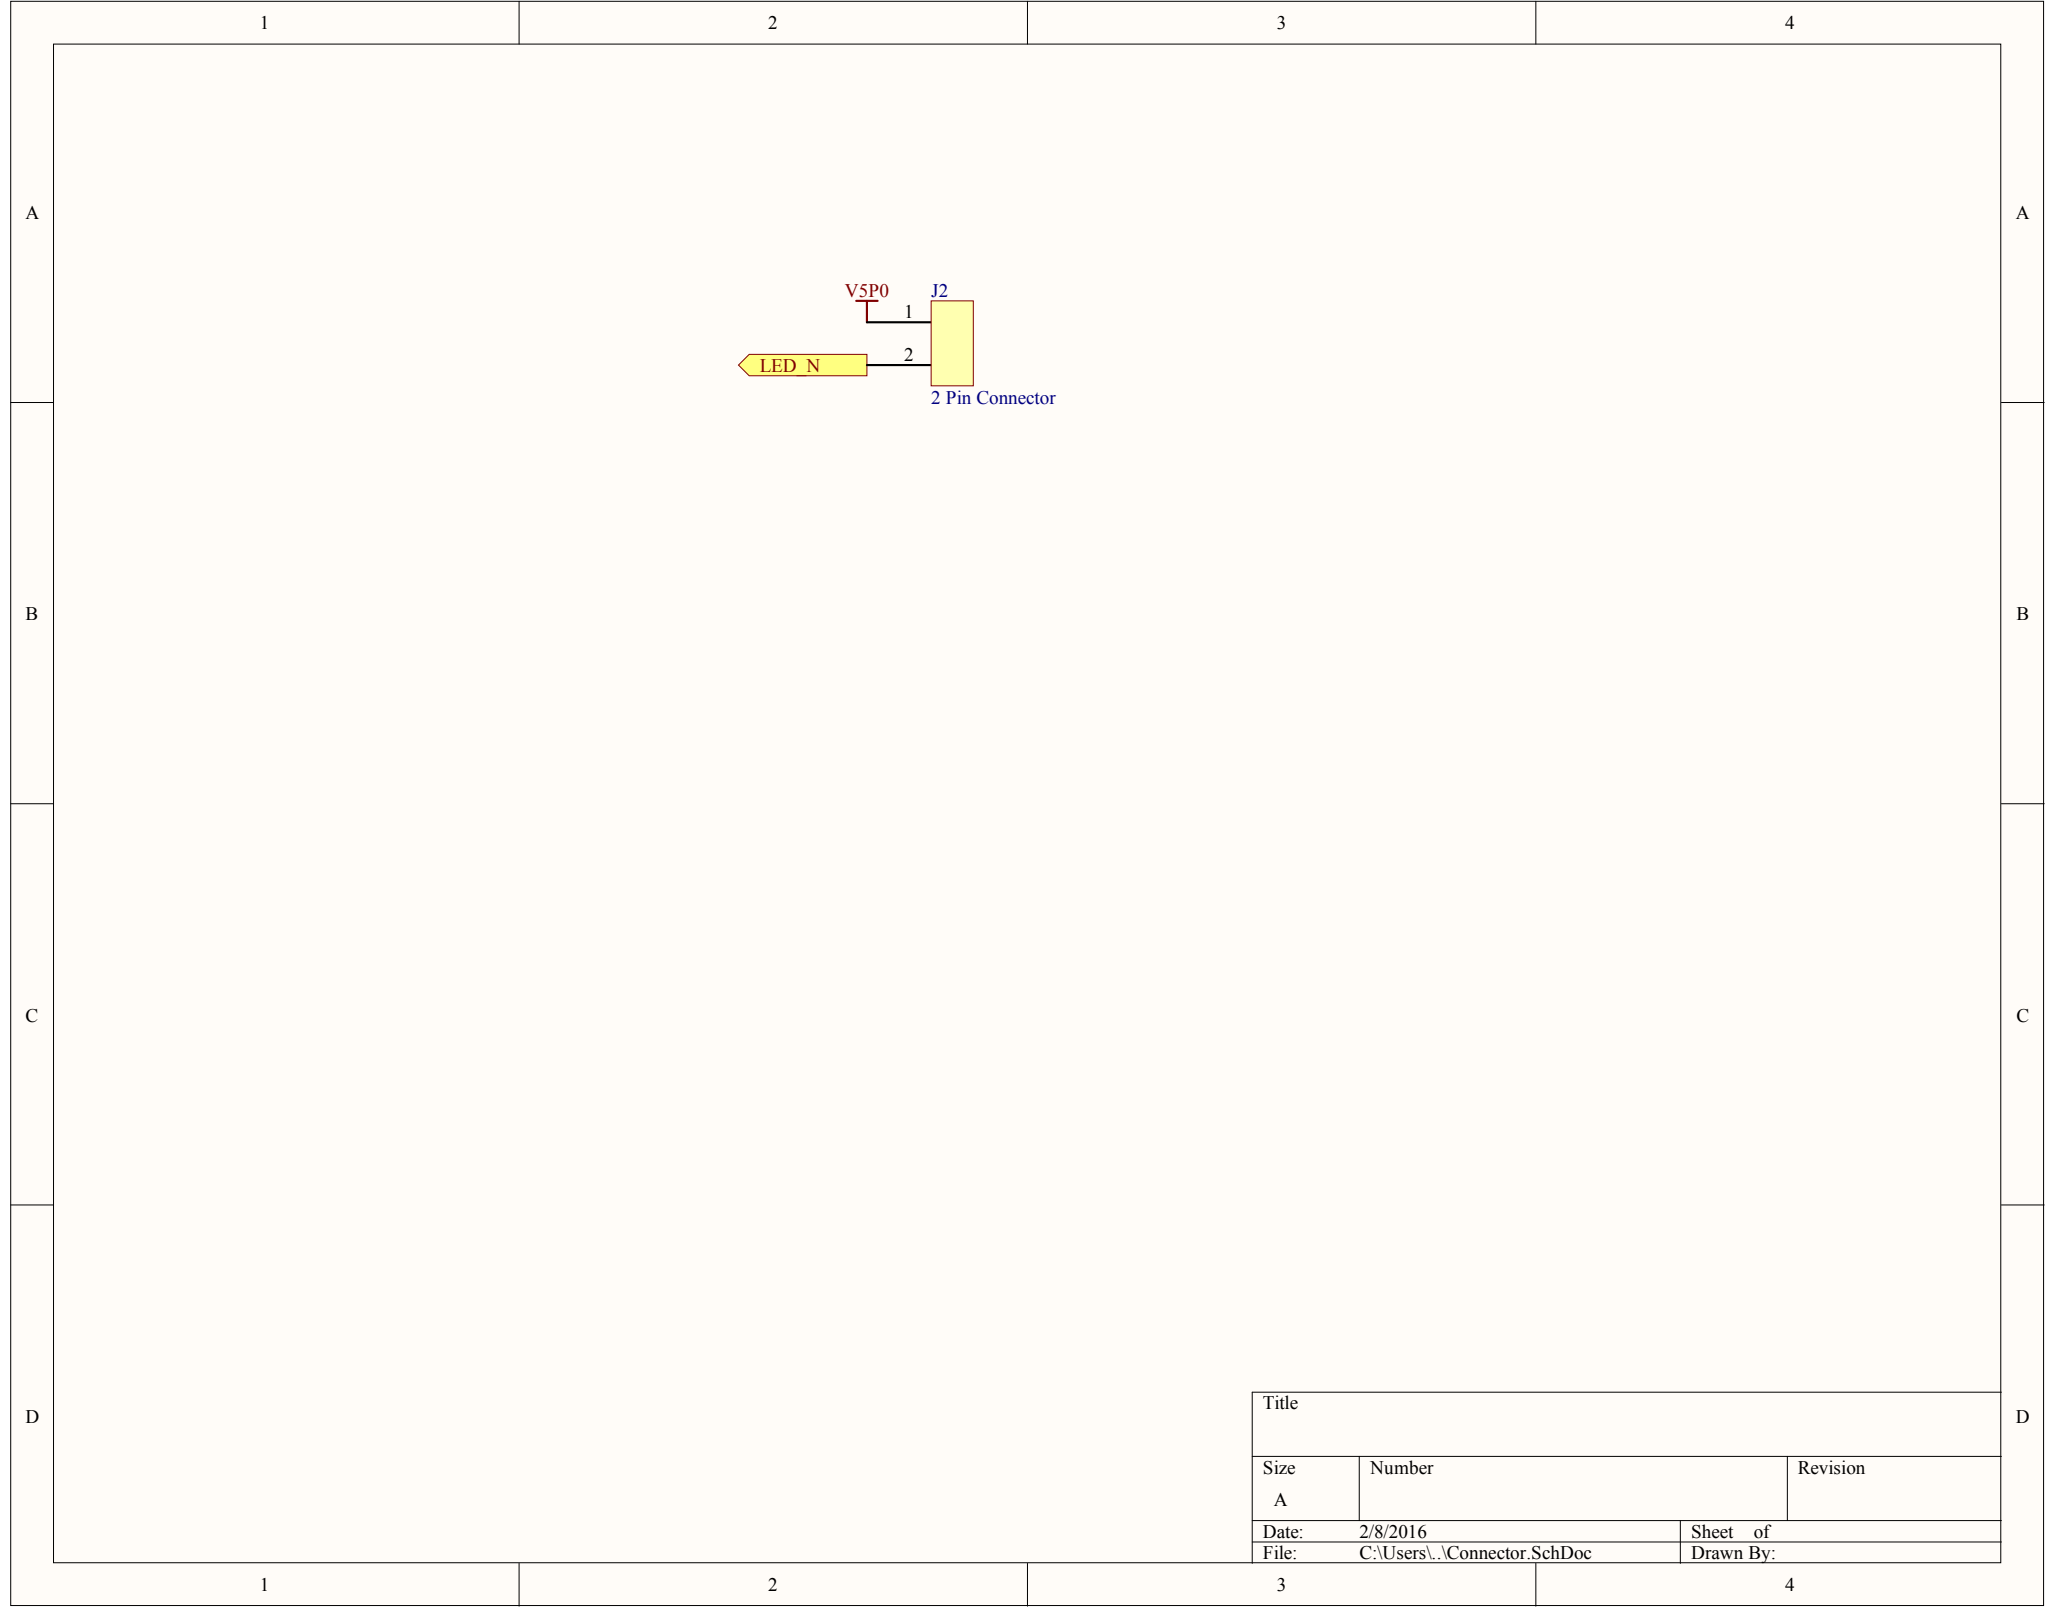 1 2 3 4
A A
V5P0 J2
1
2
LED_N
2 Pin Connector
B B
C C
Title
D D
Size Number Revision
A
Date: 2/8/2016 Sheet of
File: C:\Users\..\Connector.SchDoc Drawn By:
1 2 3 4